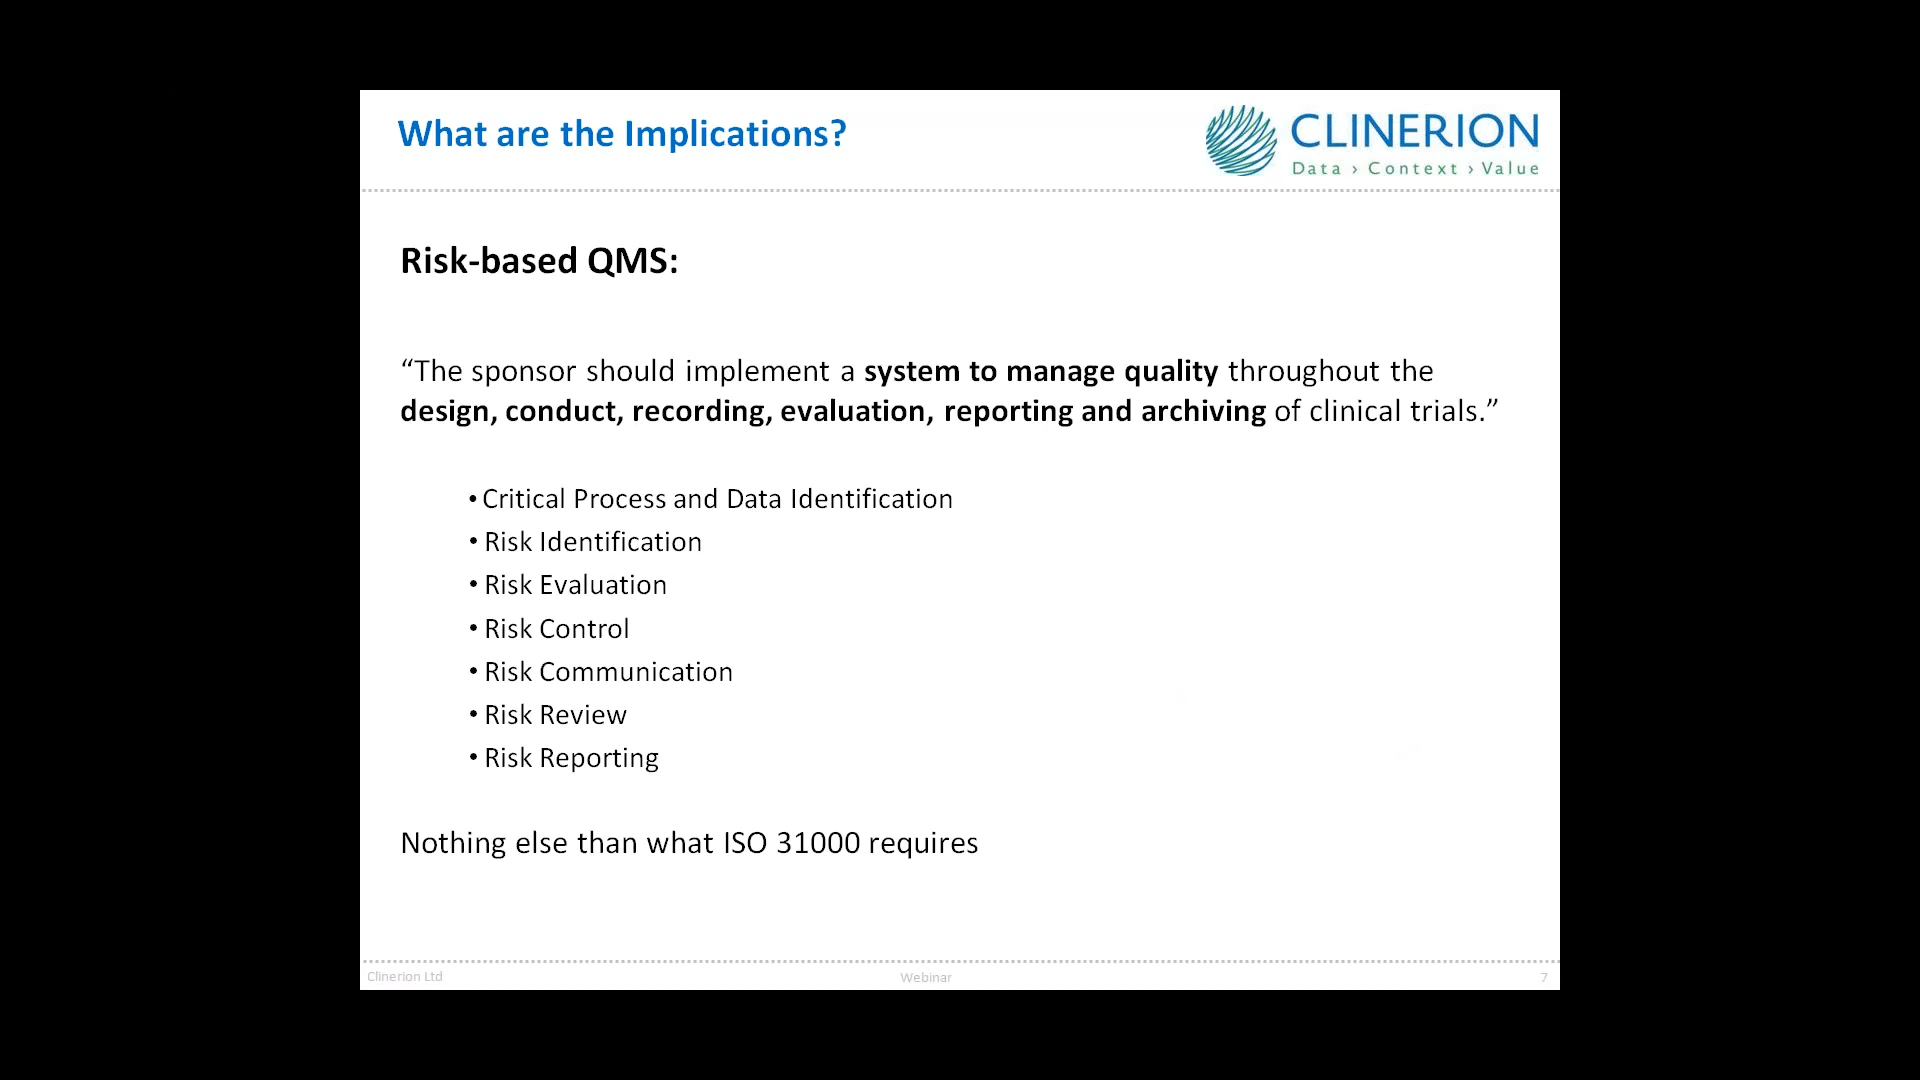 What are the Implications?
CLINERION
Data › Context › Value
Risk-based QMS:
“The sponsor should implement a system to manage quality throughout the
design, conduct, recording, evaluation, reporting and archiving of clinical trials.”
• Critical Process and Data Identification
• Risk Identification
• Risk Evaluation
• Risk Control
• Risk Communication
• Risk Review
• Risk Reporting
Nothing else than what ISO 31000 requires
Clinerion Ltd
Webinar
7